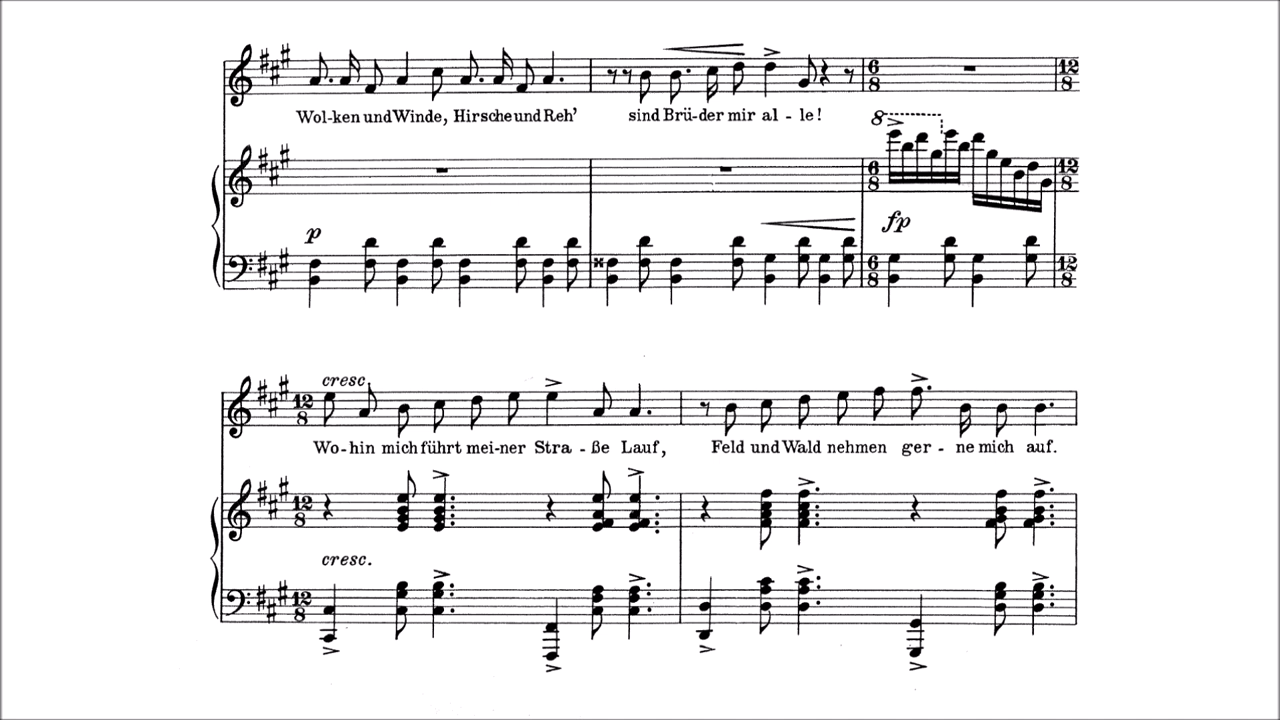 Wol-ken und Winde, Hirsche und Reh' sind Brü-der mir al - le!
8
p
fp
cresc.
Wo-hin mich führt mei-ner Stra - ße Lauf, Feld und Wald nehmen ger - ne mich auf.
cresc.